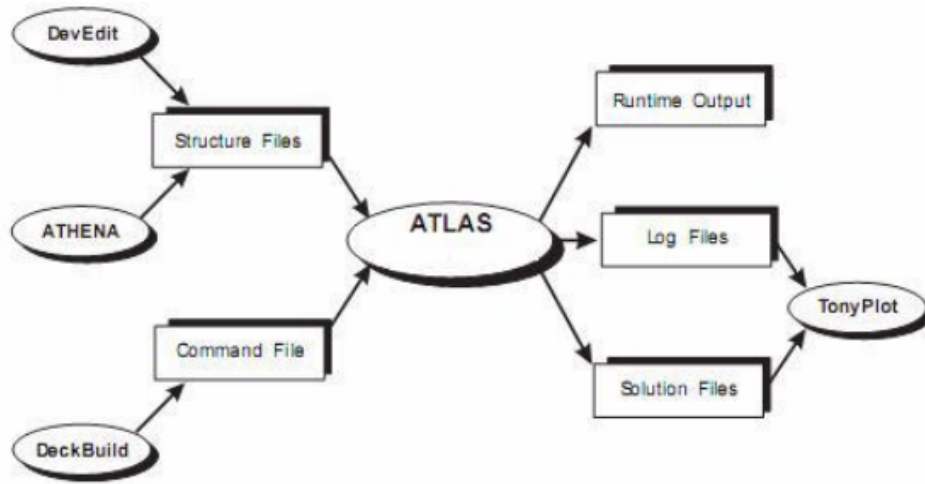 DevEdit
Structure Files
ATHENA
Command File
DeckBuild
ATLAS
Runtime Output
Log Files
Solution Files
TonyPlot